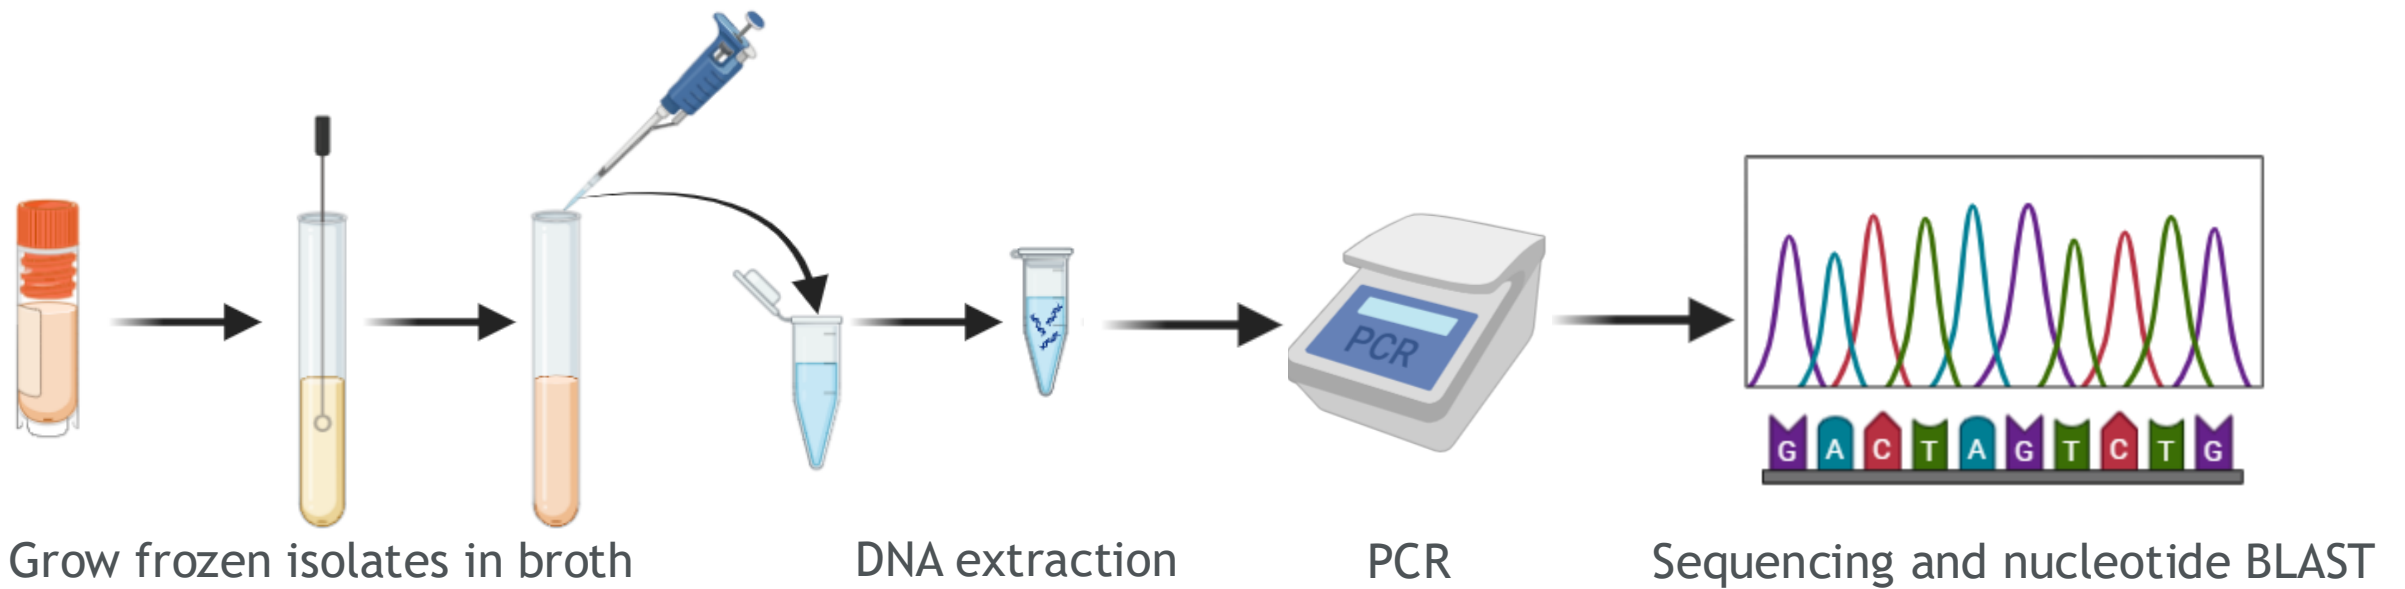 PCR
G A C T A G T C T G
Grow frozen isolates in broth
DNA extraction
PCR
Sequencing and nucleotide BLAST